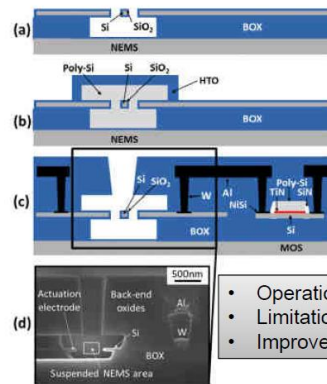 (a)
Si
SiO2
BOX
NEMS
Poly-Si
Si
SiO2
HTO
(b)
BOX
NEMS
(c)
Si
SiO2
W
Al
NiSi
Poly-Si
TiN
SiN
Si
BOX
MOS
(d)
500nm
Actuation
electrode
Back-end
oxides
Al
W
Si
BOX
Suspended NEMS area
• Operatio
• Limitatio
• Improve